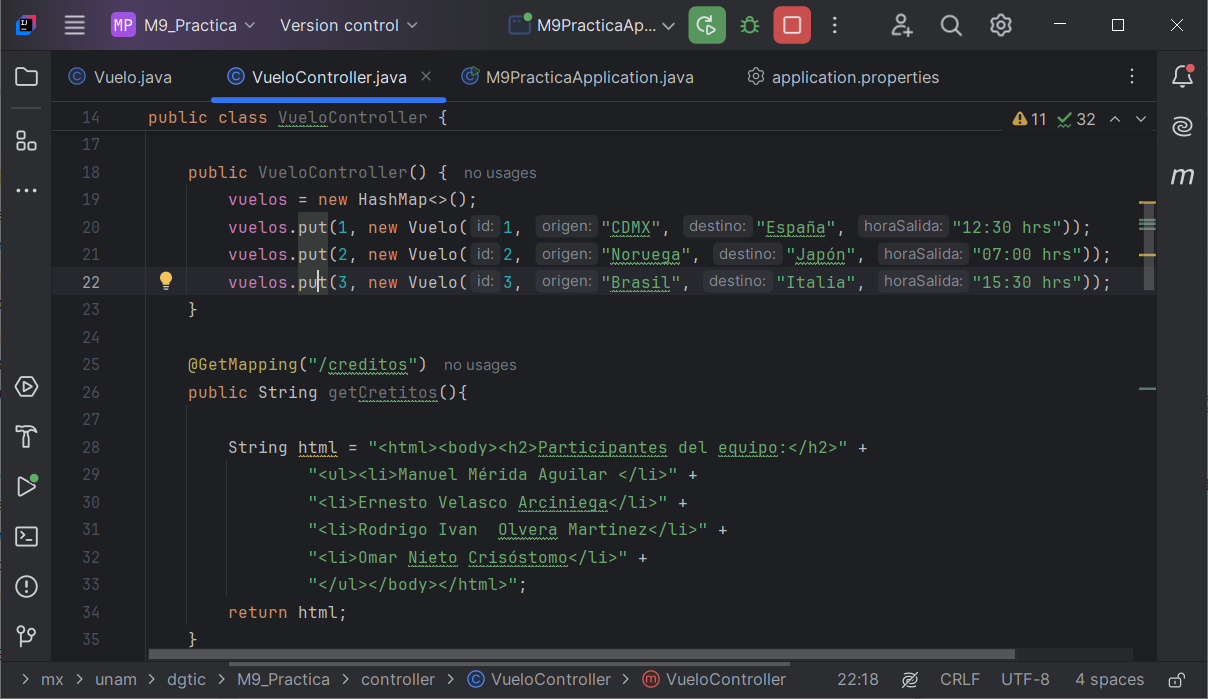 MP M9_Practica Version control M9PracticaAp...
Vuelo.java VueloController.java M9PracticaApplication.java application.properties
14 public class VueloController { 11 32
17
18 public VueloController() { no usages
19 vuelos = new HashMap<>();
20 vuelos.put(1, new Vuelo( id: 1, origen: "CDMX", destino: "España", horaSalida: "12:30 hrs"));
21 vuelos.put(2, new Vuelo( id: 2, origen: "Noruega", destino: "Japón", horaSalida: "07:00 hrs"));
22 vuelos.put(3, new Vuelo( id: 3, origen: "Brasil", destino: "Italia", horaSalida: "15:30 hrs"));
23 }
24
25 @GetMapping("/creditos") no usages
26 public String getCretitos(){
27
28 String html = "<html><body><h2>Participantes del equipo:</h2>" +
29 "<ul><li>Manuel Mérida Aguilar </li>" +
30 "<li>Ernesto Velasco Arciniega</li>" +
31 "<li>Rodrigo Ivan  Olvera Martinez</li>" +
32 "<li>Omar Nieto Crisóstomo</li>" +
33 "</ul></body></html>";
34 return html;
35 }
mx > unam > dgtic > M9_Practica > controller > VueloController > VueloController 22:18 CRLF UTF-8 4 spaces